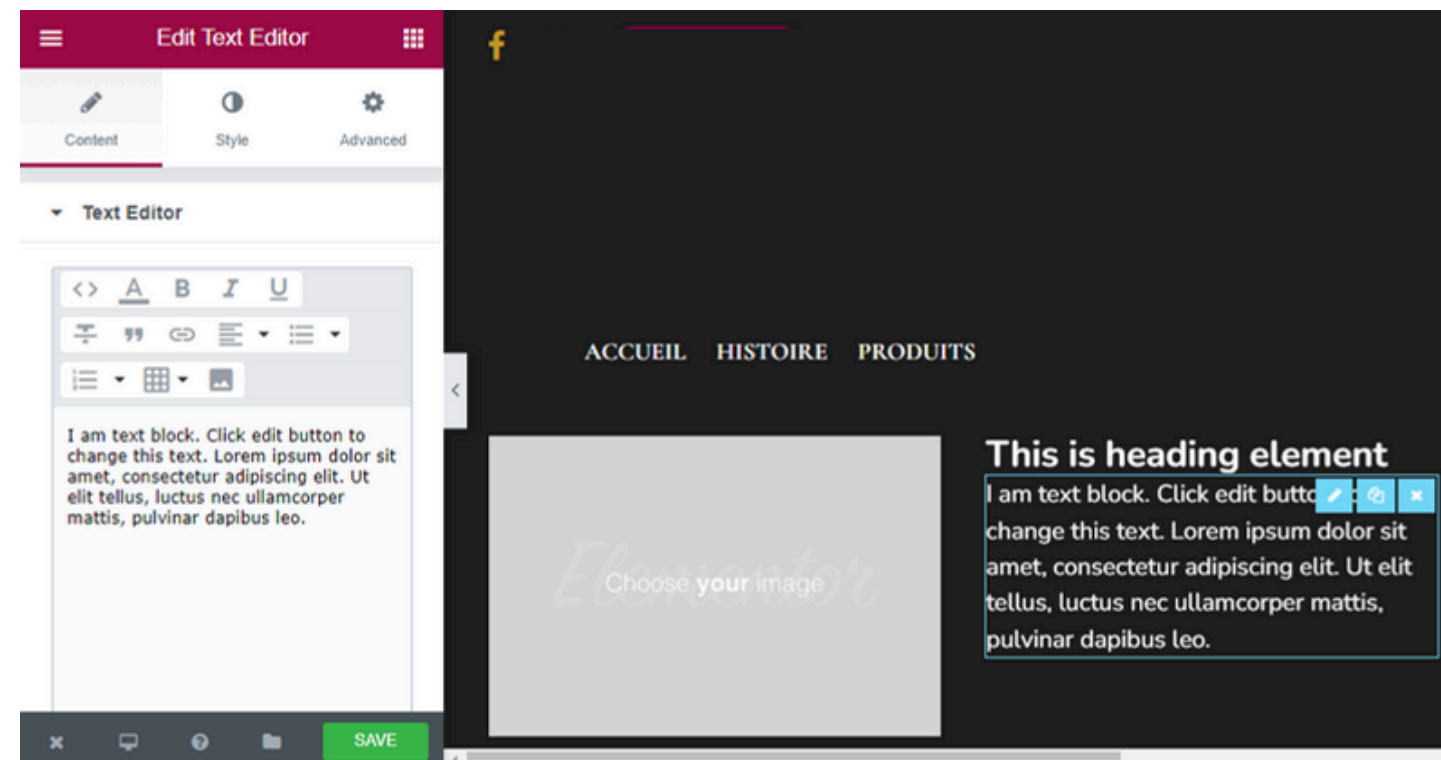 Edit Text Editor
Content
Style
Advanced
Text Editor
A B I U
I am text block. Click edit button to
change this text. Lorem ipsum dolor sit
amet, consectetur adipiscing elit. Ut
elit tellus, luctus nec ullamcorper
mattis, pulvinar dapibus leo.
SAVE
f
ACCUEIL HISTOIRE PRODUITS
Elementor
Choose your image
This is heading element
I am text block. Click edit butto
change this text. Lorem ipsum dolor sit
amet, consectetur adipiscing elit. Ut elit
tellus, luctus nec ullamcorper mattis,
pulvinar dapibus leo.